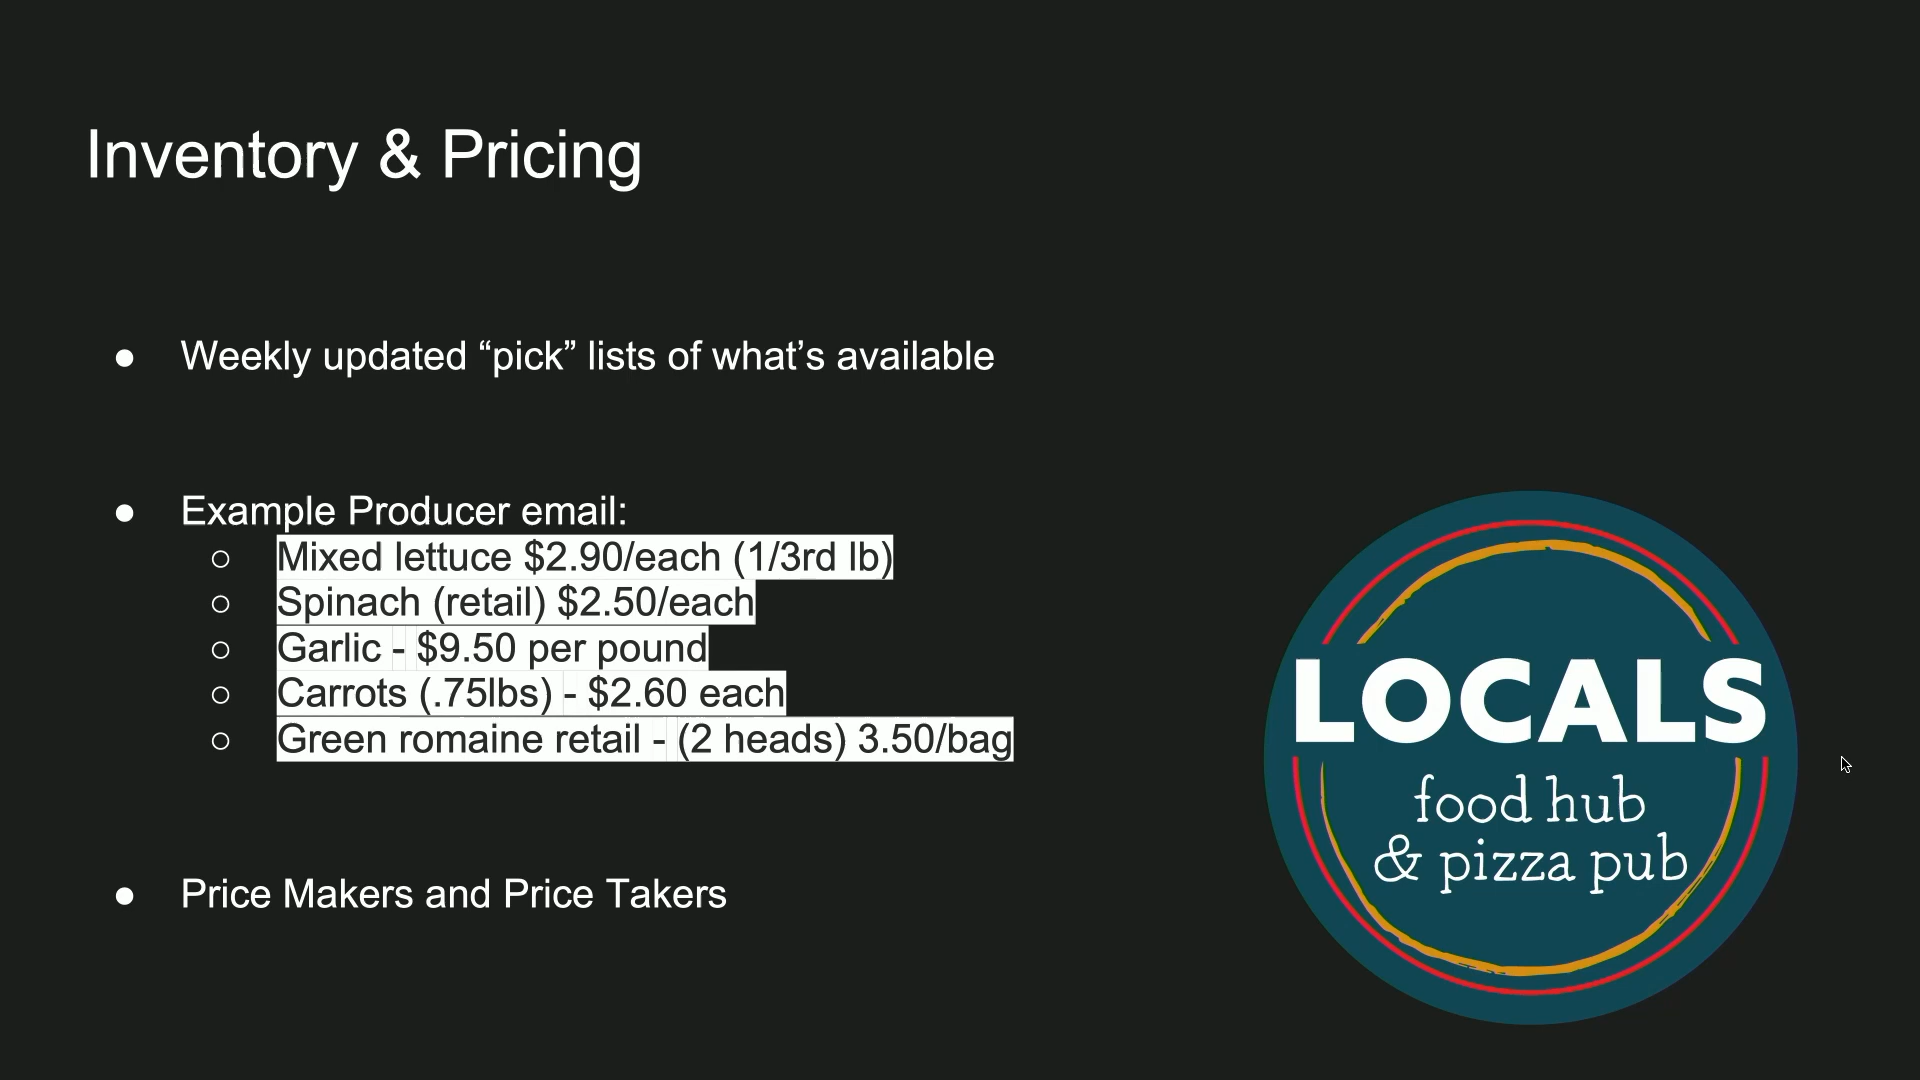 Inventory & Pricing
● Weekly updated “pick” lists of what’s available
● Example Producer email:
○ Mixed lettuce $2.90/each (1/3rd lb)
○ Spinach (retail) $2.50/each
○ Garlic - $9.50 per pound
○ Carrots (.75lbs) - $2.60 each
○ Green romaine retail - (2 heads) 3.50/bag
● Price Makers and Price Takers
LOCALS
food hub
& pizza pub